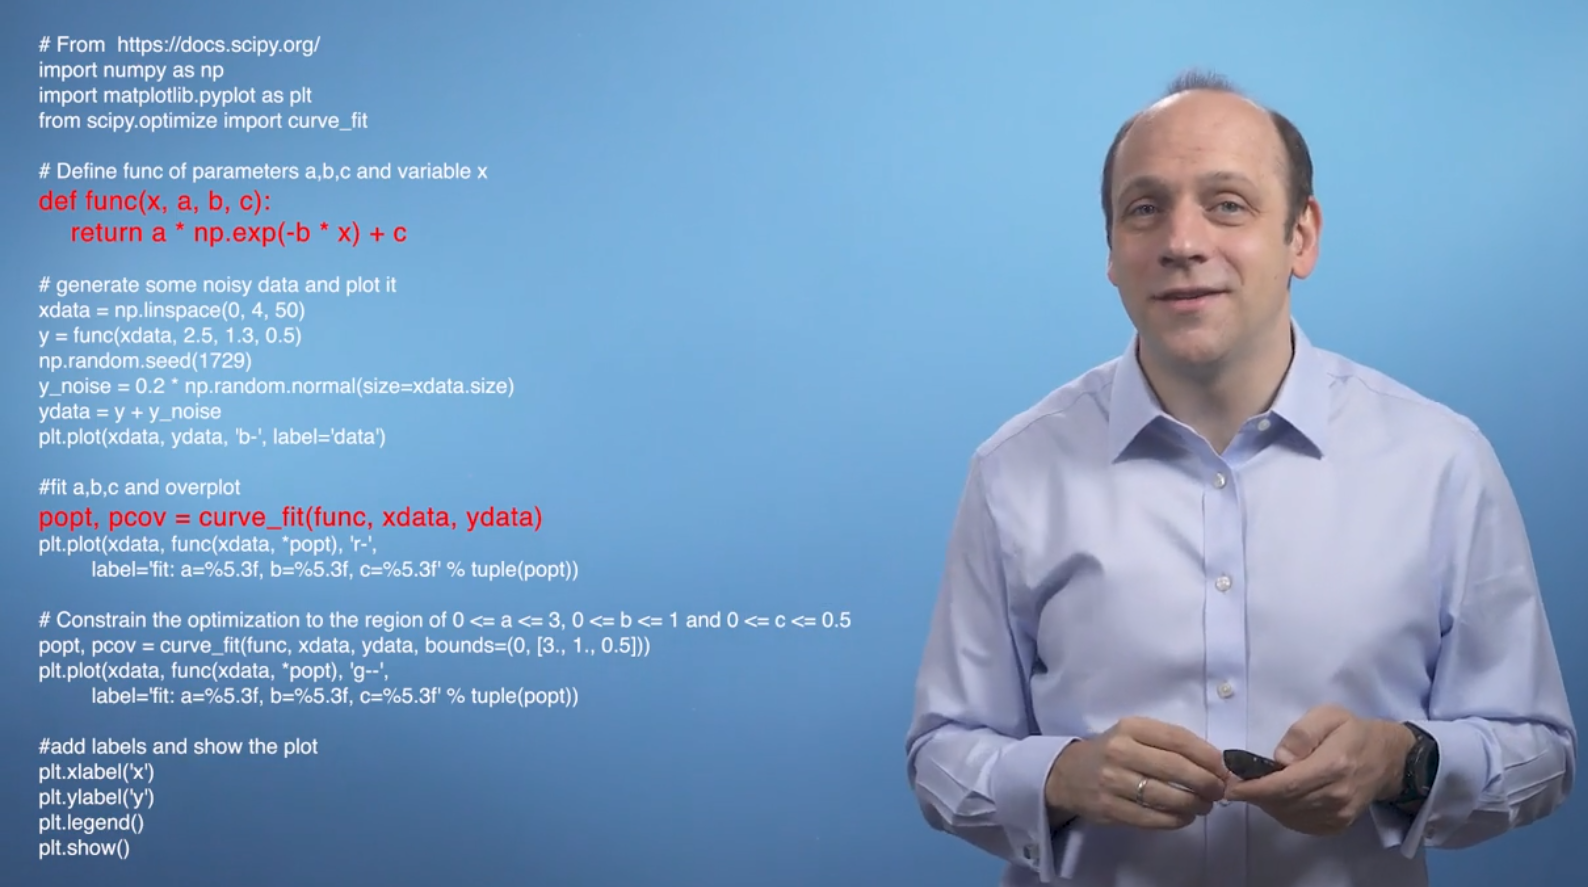 # From  https://docs.scipy.org/
import numpy as np
import matplotlib.pyplot as plt
from scipy.optimize import curve_fit
# Define func of parameters a,b,c and variable x
def func(x, a, b, c):
return a * np.exp(-b * x) + c
# generate some noisy data and plot it
xdata = np.linspace(0, 4, 50)
y = func(xdata, 2.5, 1.3, 0.5)
np.random.seed(1729)
y_noise = 0.2 * np.random.normal(size=xdata.size)
ydata = y + y_noise
plt.plot(xdata, ydata, 'b-', label='data')
#fit a,b,c and overplot
popt, pcov = curve_fit(func, xdata, ydata)
plt.plot(xdata, func(xdata, *popt), 'r-',
label='fit: a=%5.3f, b=%5.3f, c=%5.3f' % tuple(popt))
# Constrain the optimization to the region of 0 <= a <= 3, 0 <= b <= 1 and 0 <= c <= 0.5
popt, pcov = curve_fit(func, xdata, ydata, bounds=(0, [3., 1., 0.5]))
plt.plot(xdata, func(xdata, *popt), 'g--',
label='fit: a=%5.3f, b=%5.3f, c=%5.3f' % tuple(popt))
#add labels and show the plot
plt.xlabel('x')
plt.ylabel('y')
plt.legend()
plt.show()